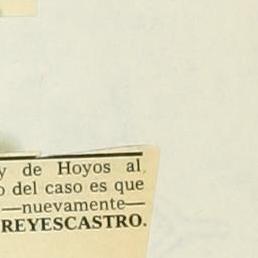 y de Hoyos al
o del caso es que
—nuevamente—
REYESCASTRO.